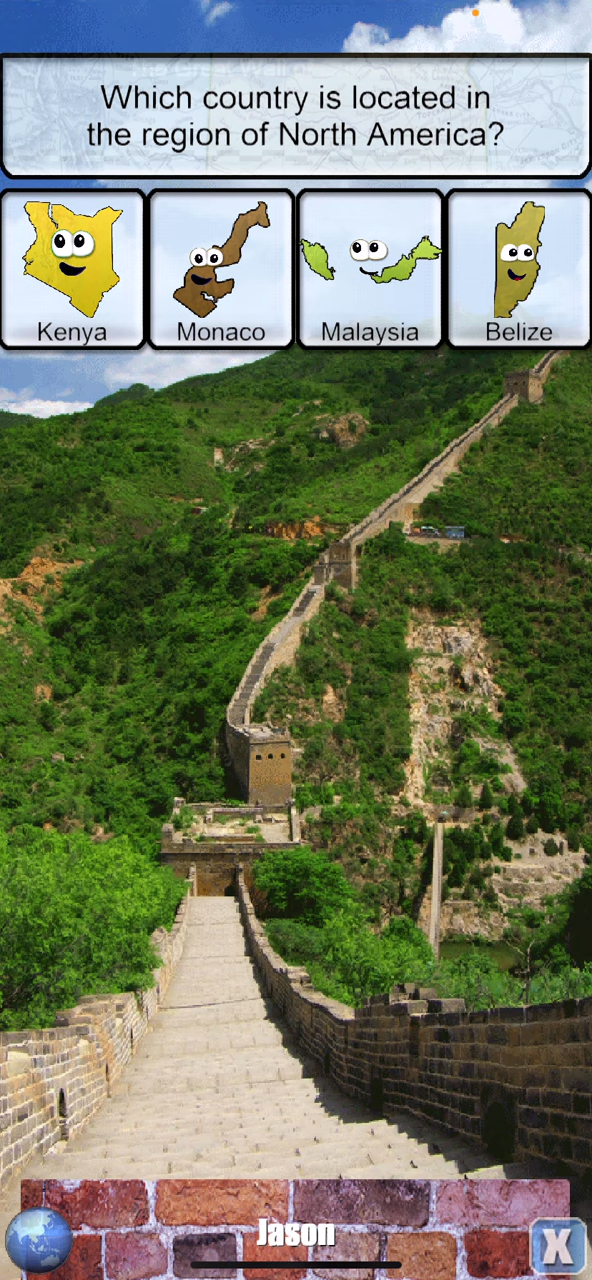 Which country is located in
the region of North America?
Kenya
Monaco
Malaysia
Belize
Jason
X